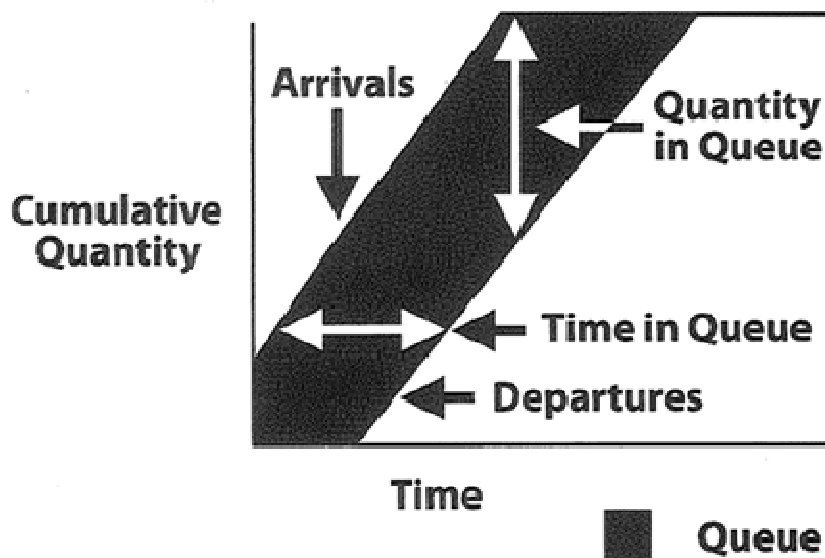 Arrivals
Quantity
in Queue
Cumulative
Quantity
Time in Queue
Departures
Time
Queue